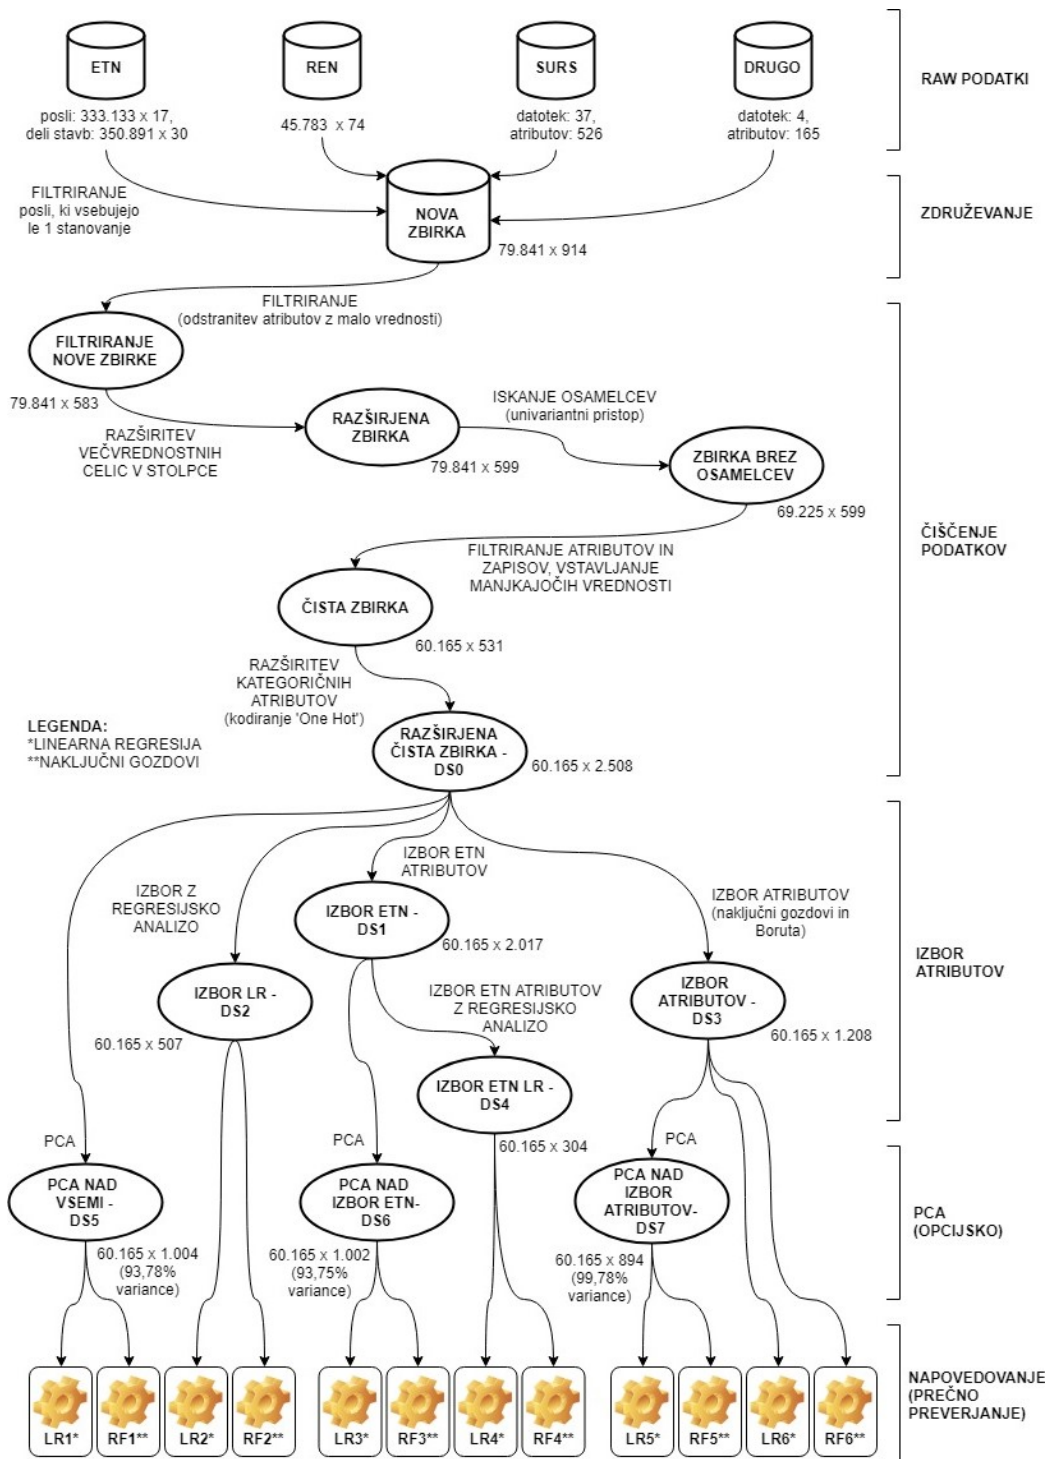 ETN
REN
SURS
DRUGO
RAW PODATKI
posli: 333.133 x 17,
deli stavb: 350.891 x 30
45.783 x 74
datotek: 37,
atributov: 526
datotek: 4,
atributov: 165
FILTRIRANJE
posli, ki vsebujejo
le 1 stanovanje
NOVA
ZBIRKA
79.841 x 914
ZDRUŽEVANJE
FILTRIRANJE
(odstranitev atributov z malo vrednosti)
FILTRIRANJE
NOVE ZBIRKE
79.841 x 583
RAZŠIRITEV
VEČVREDNOSTNIH
CELIC V STOLPCE
RAZŠIRJENA
ZBIRKA
79.841 x 599
ISKANJE OSAMELCEV
(univariantni pristop)
ZBIRKA BREZ
OSAMELCEV
69.225 x 599
ČIŠČENJE
PODATKOV
FILTRIRANJE ATRIBUTOV IN
ZAPISOV, VSTAVLJANJE
MANJKAJOČIH VREDNOSTI
ČISTA ZBIRKA
60.165 x 531
RAZŠIRITEV
KATEGORIČNIH
ATRIBUTOV
(kodiranje 'One Hot')
LEGENDA:
*LINEARNA REGRESIJA
**NAKLJUČNI GOZDOVI
RAZŠIRJENA
ČISTA ZBIRKA -
DS0
60.165 x 2.508
IZBOR Z
REGRESIJSKO
ANALIZO
IZBOR ETN
ATRIBUTOV
IZBOR ATRIBUTOV
(naključni gozdovi in
Boruta)
IZBOR
ATRIBUTOV
IZBOR ETN -
DS1
60.165 x 2.017
IZBOR LR -
DS2
60.165 x 507
IZBOR ETN ATRIBUTOV
Z REGRESIJSKO
ANALIZO
IZBOR
ATRIBUTOV -
DS3
60.165 x 1.208
IZBOR ETN LR -
DS4
60.165 x 304
PCA
PCA
PCA
PCA NAD
VSEMI -
DS5
60.165 x 1.004
(93,78%
variance)
PCA NAD
IZBOR ETN-
DS6
60.165 x 1.002
(93,75%
variance)
PCA NAD
IZBOR
ATRIBUTOV-
DS7
60.165 x 894
(99,78%
variance)
PCA
(OPCIJSKO)
NAPOVEDOVANJE
(PREČNO
PREVERJANJE)
LR1*
RF1**
LR2*
RF2**
LR3*
RF3**
LR4*
RF4**
LR5*
RF5**
LR6*
RF6**